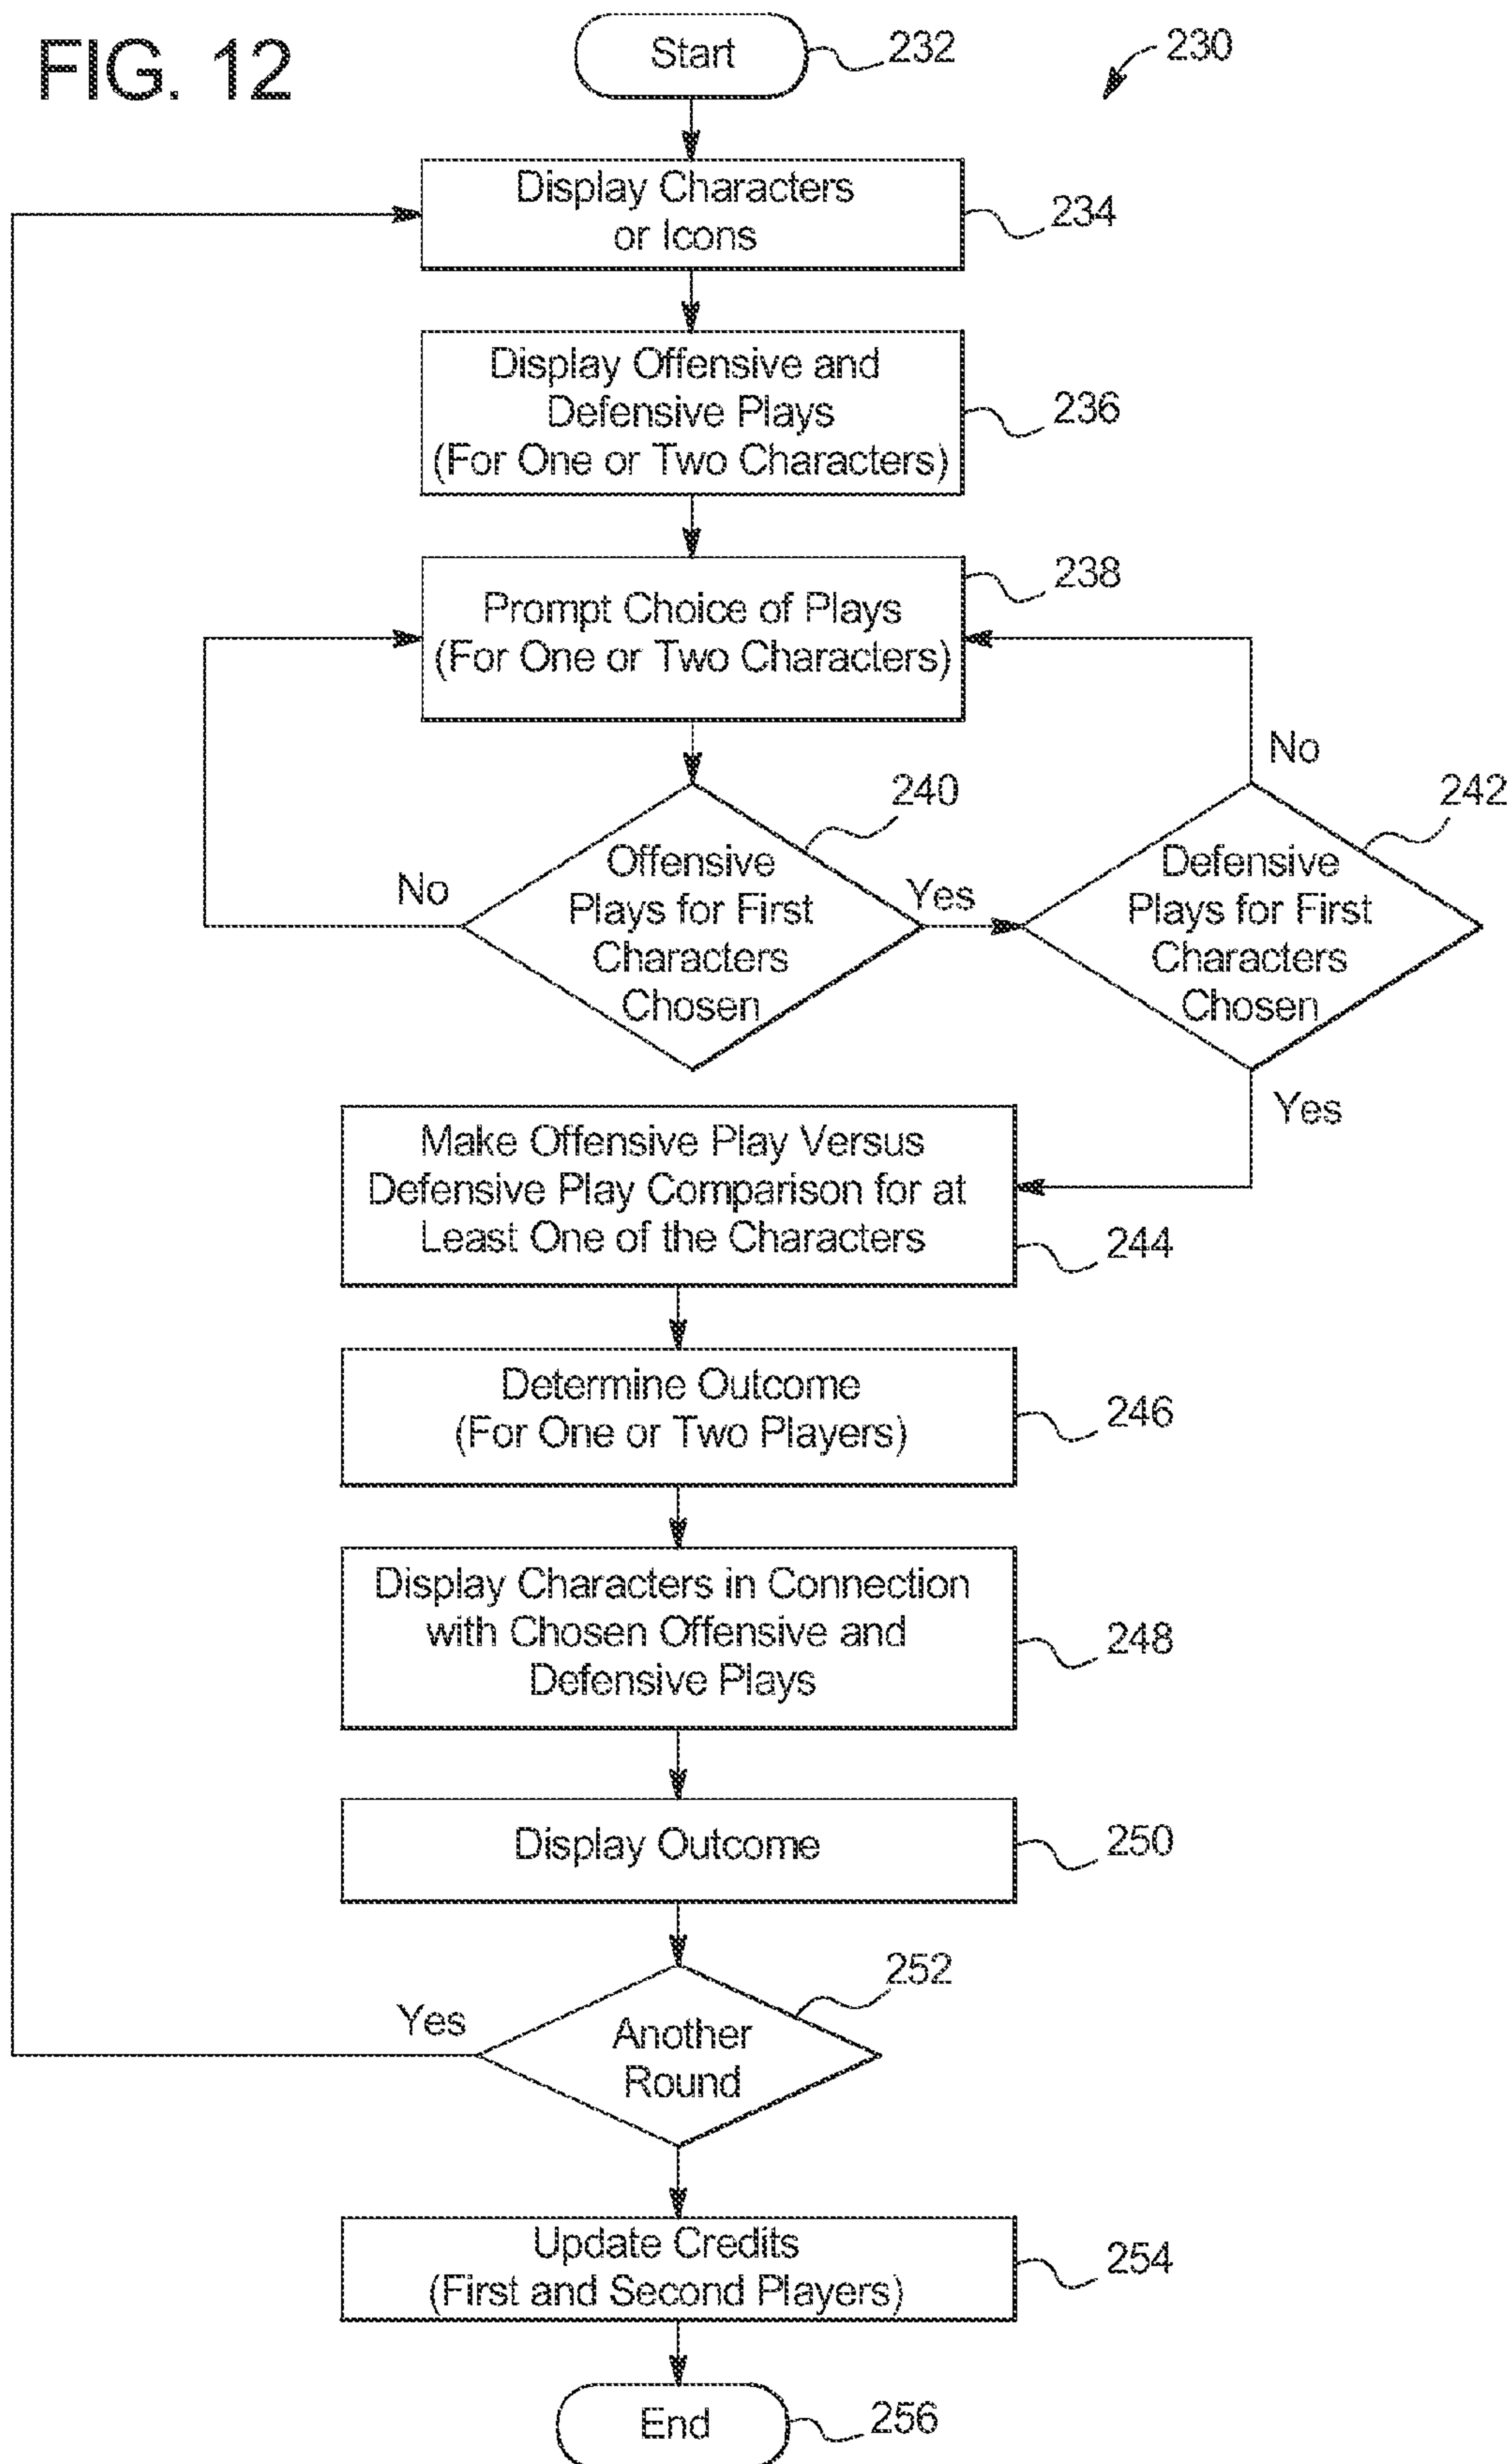 FIG. 12
Start
232
230
Display Characters
or Icons
234
Display Offensive and
Defensive Plays
(For One or Two Characters)
236
Prompt Choice of Plays
(For One or Two Characters)
238
No
240
242
Offensive
Plays for First
Characters
Chosen
No
Yes
Defensive
Plays for First
Characters
Chosen
Yes
Make Offensive Play Versus
Defensive Play Comparison for at
Least One of the Characters
244
Determine Outcome
(For One or Two Players)
246
Display Characters in Connection
with Chosen Offensive and
Defensive Plays
248
Display Outcome
250
252
Yes
Another
Round
Update Credits
(First and Second Players)
254
End
256